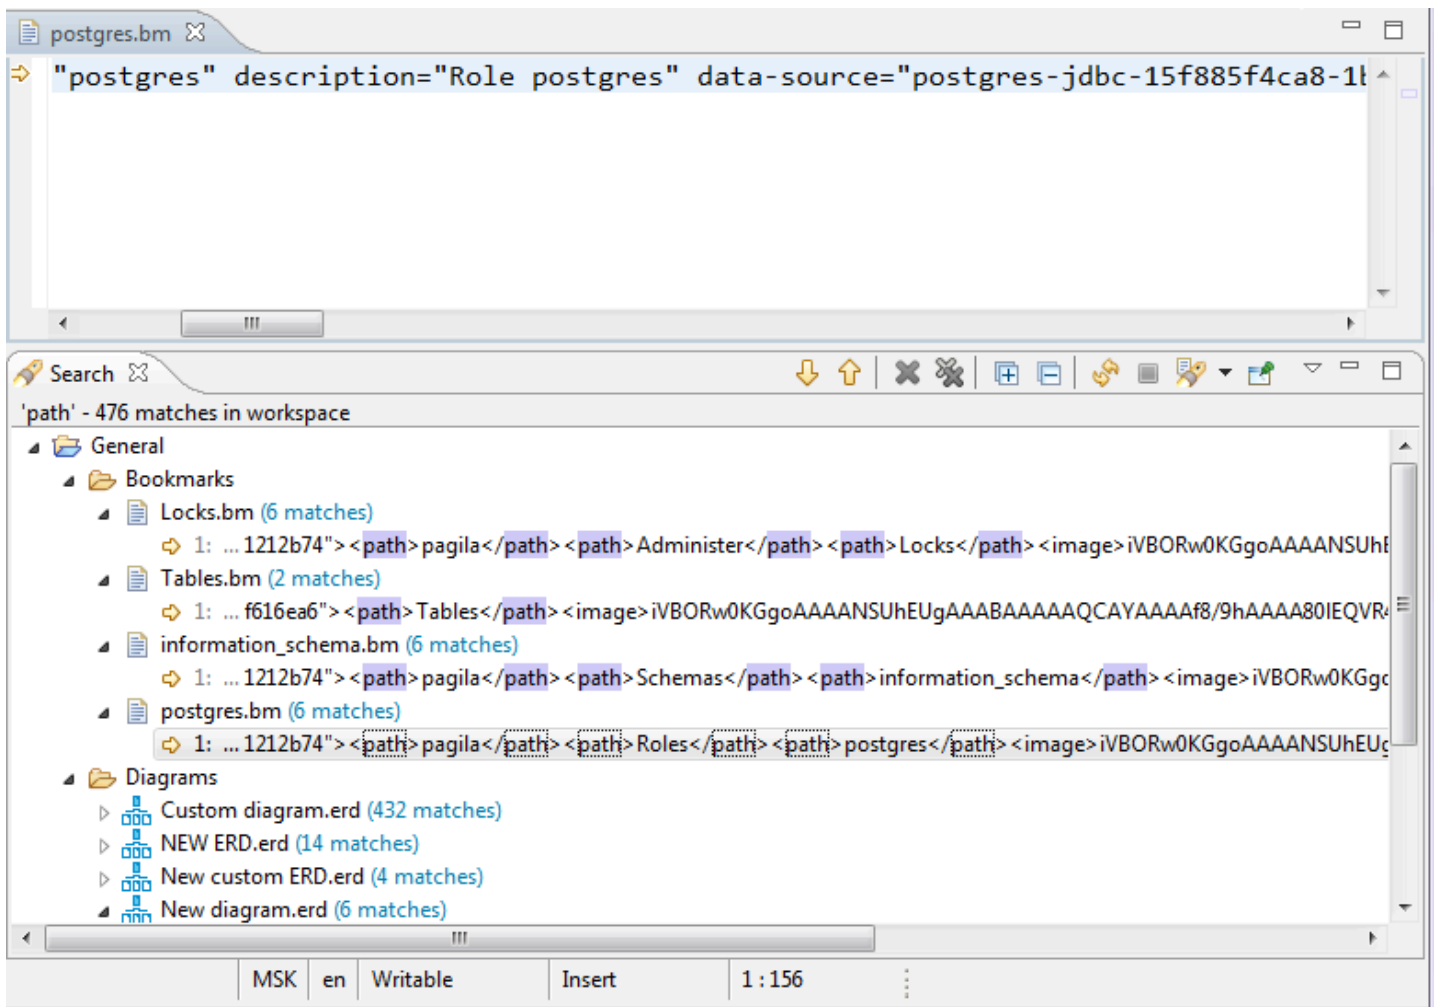 postgres.bm
"postgres" description="Role postgres" data-source="postgres-jdbc-15f885f4ca8-1
Search
'path' - 476 matches in workspace
General
Bookmarks
Locks.bm (6 matches)
1: ... 1212b74"><path>pagila</path><path>Administer</path><path>Locks</path><image>iVBORw0KGgoAAAANSUhE
Tables.bm (2 matches)
1: ... f616ea6"><path>Tables</path><image>iVBORw0KGgoAAAANSUhEUgAAABAAAAAQCAYAAAAf8/9hAAAA80lEQVR4
information_schema.bm (6 matches)
1: ... 1212b74"><path>pagila</path><path>Schemas</path><path>information_schema</path><image>iVBORw0KGgo
postgres.bm (6 matches)
1: ... 1212b74"><path>pagila</path><path>Roles</path><path>postgres</path><image>iVBORw0KGgoAAAANSUhEUg
Diagrams
Custom diagram.erd (432 matches)
NEW ERD.erd (14 matches)
New custom ERD.erd (4 matches)
New diagram.erd (6 matches)
MSK en Writable Insert 1 : 156